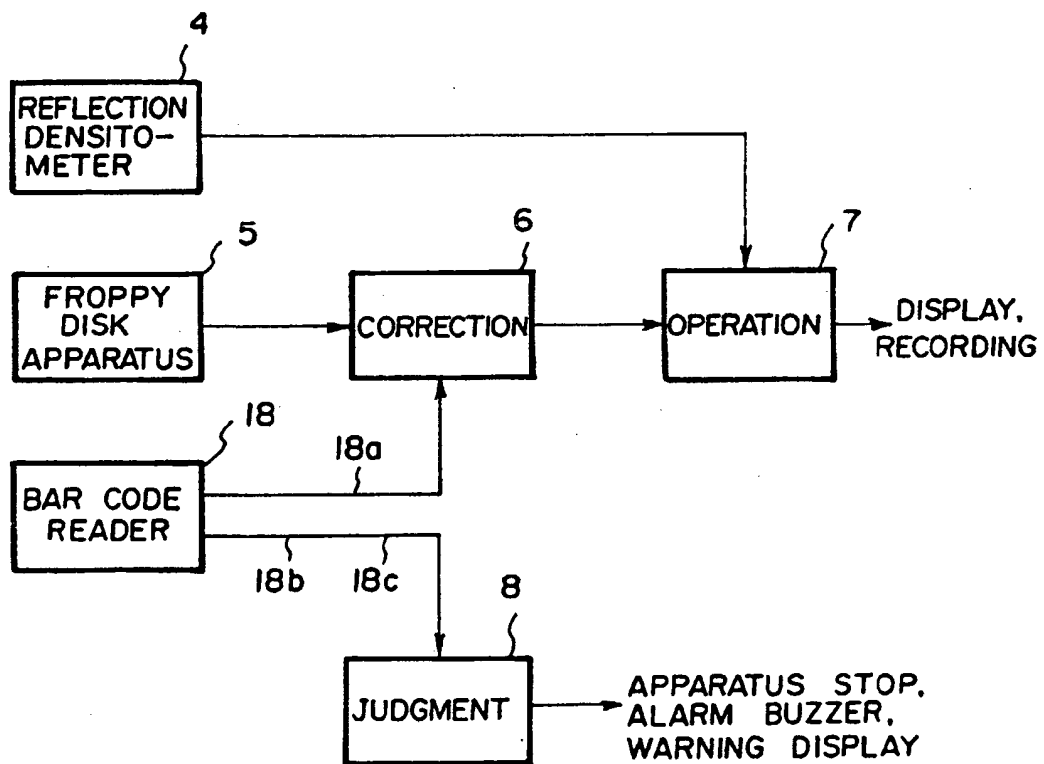 4
REFLECTION
DENSITO-
METER
5
FROPPY
DISK
APPARATUS
6
CORRECTION
7
OPERATION
DISPLAY,
RECORDING
18
BAR CODE
READER
18a
18b
18c
8
JUDGMENT
APPARATUS STOP,
ALARM BUZZER,
WARNING DISPLAY